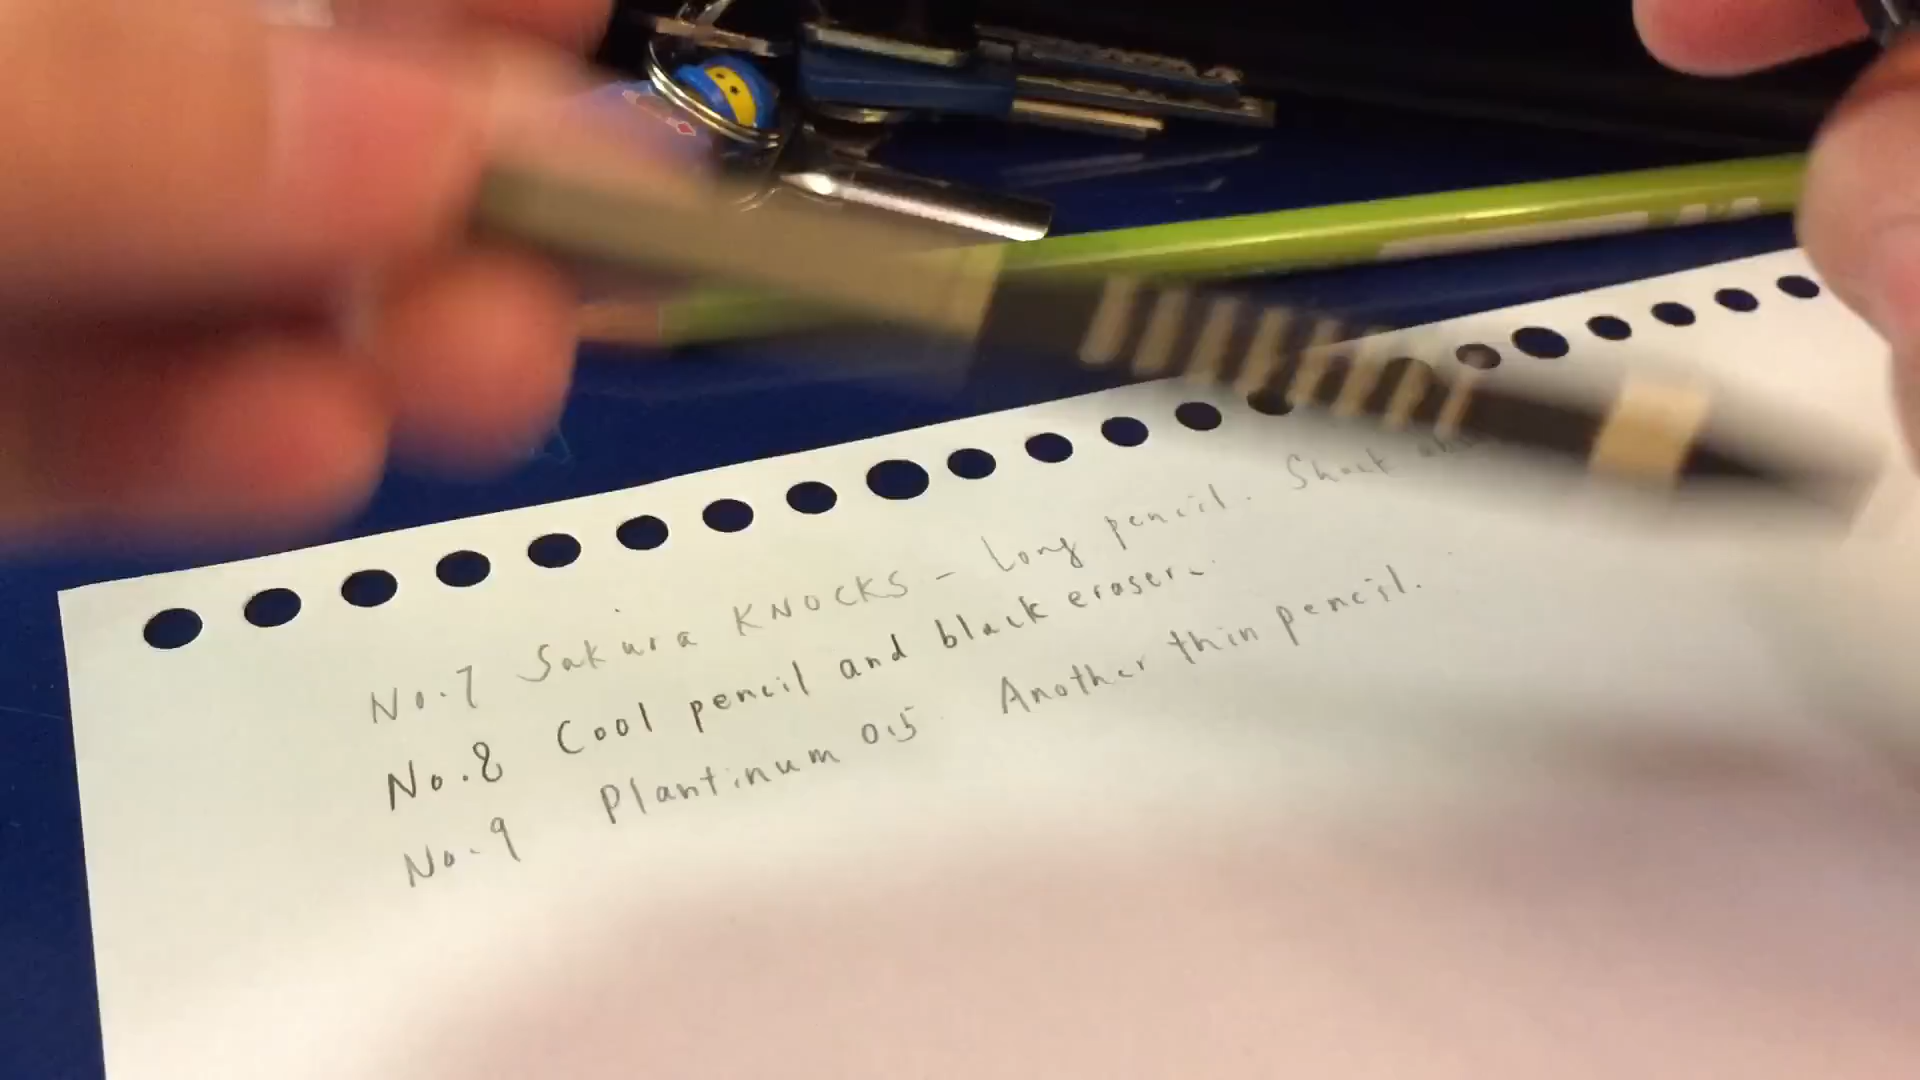 No.7 Sakura KNOCKS - Long pencil. Shock
No.8 Cool pencil and black eraser.
No.9 Plantinum 0.5 Another thin pencil.